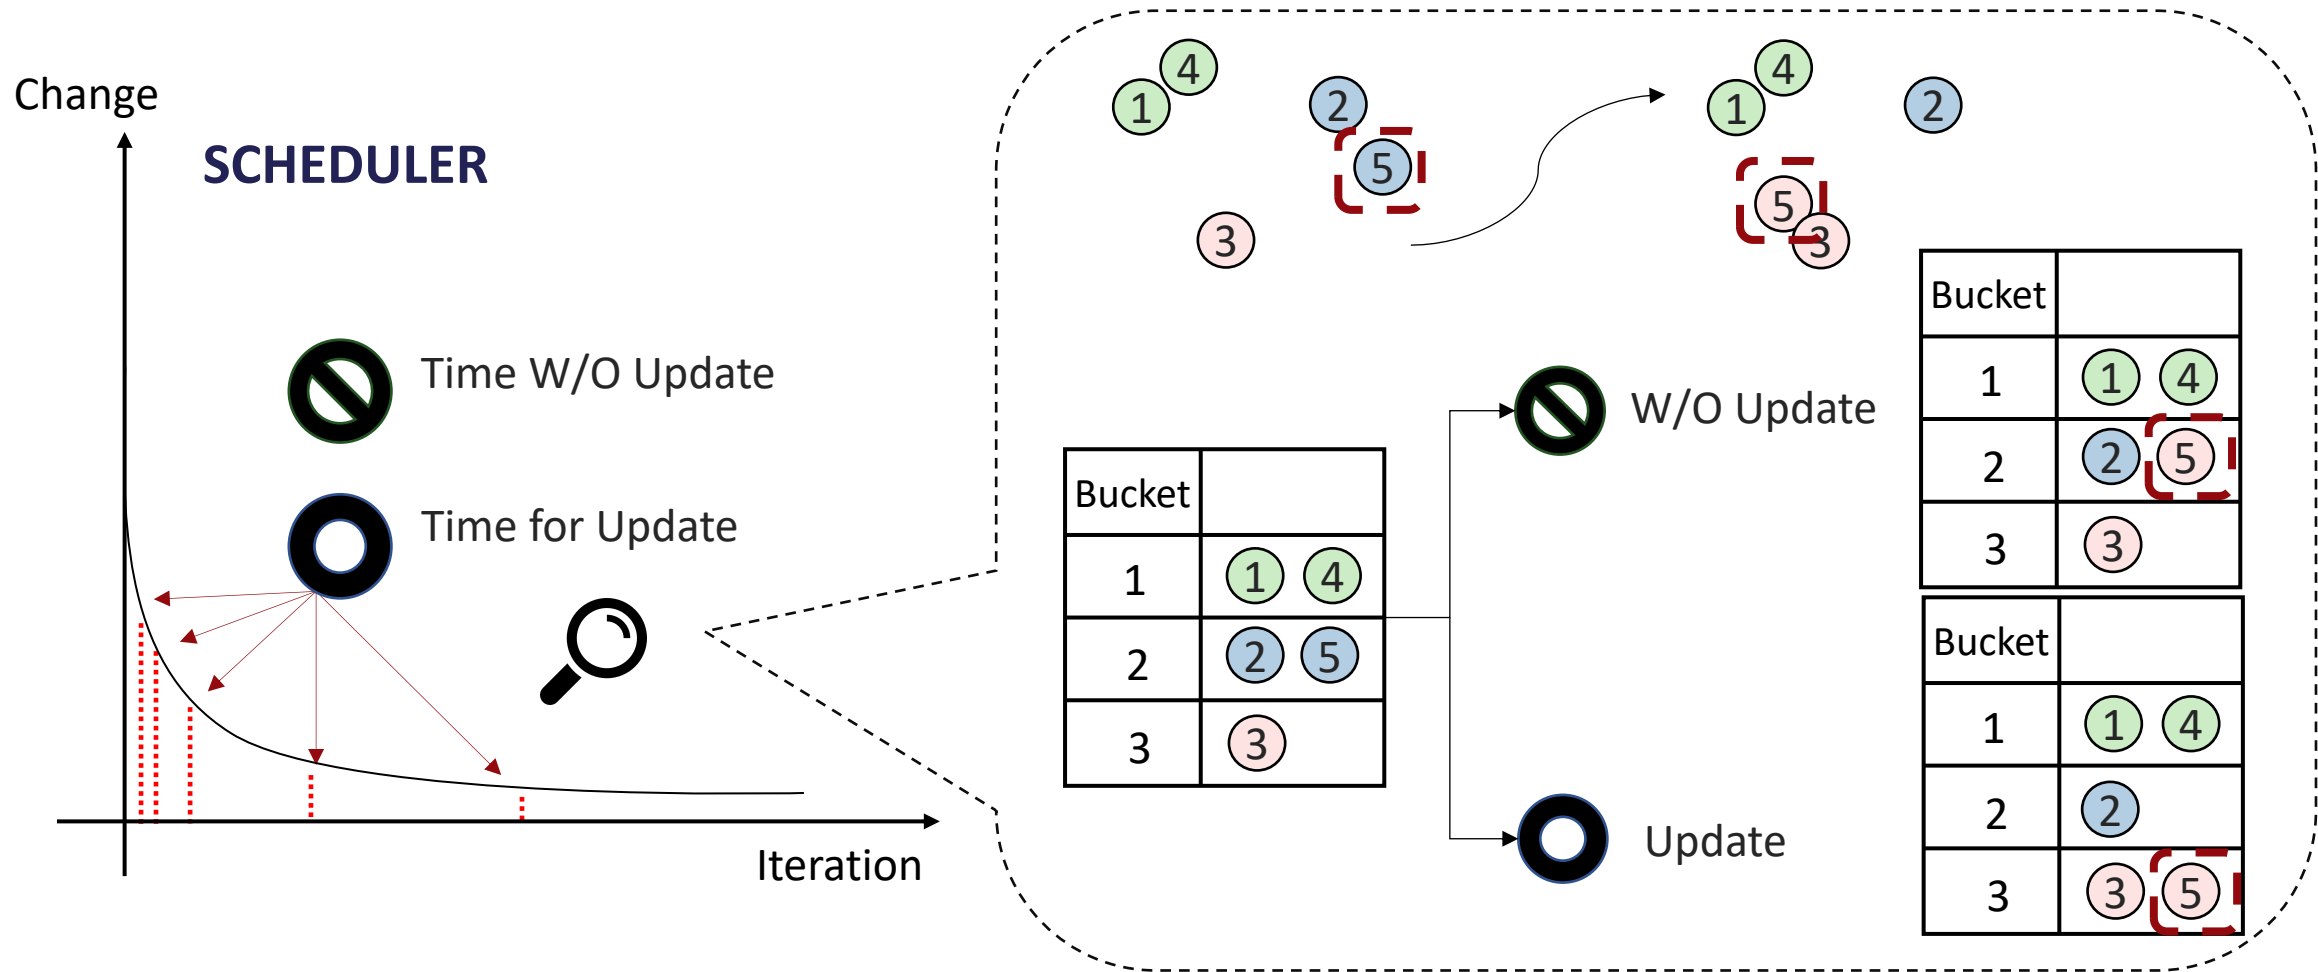 Change
SCHEDULER
Time W/O Update
Time for Update
Iteration
1 4 2 5 3
1 4 2 5 3
Bucket
1 1 4
2 2 5
3 3
W/O Update
Update
Bucket
1 1 4
2 2 5
3 3
Bucket
1 1 4
2 2
3 3 5